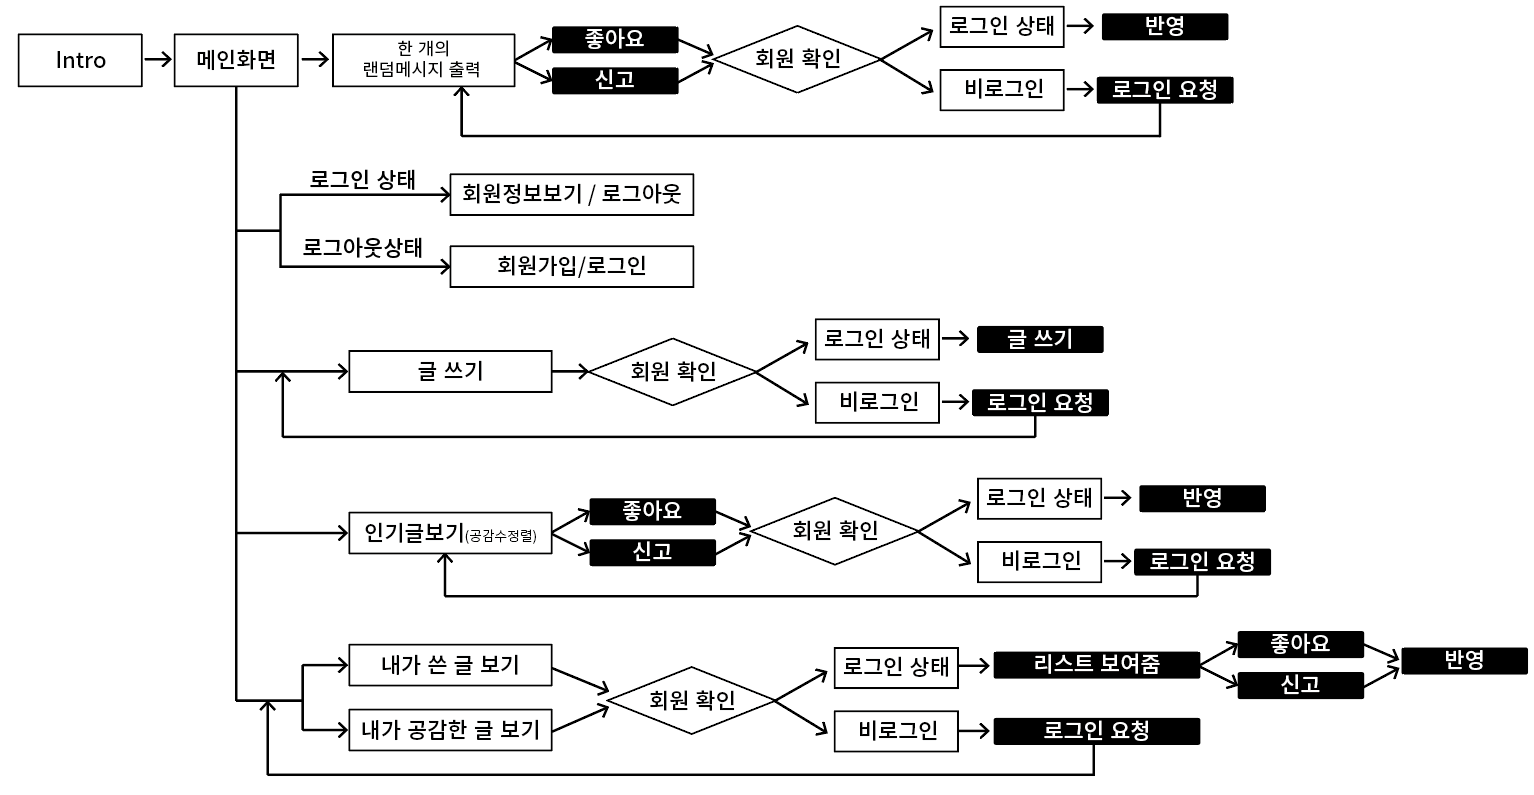 Intro
메인화면
한 개의
랜덤메시지 출력
좋아요
신고
회원 확인
로그인 상태
반영
비로그인
로그인 요청
로그인 상태
회원정보보기 / 로그아웃
로그아웃상태
회원가입/로그인
글 쓰기
회원 확인
로그인 상태
글 쓰기
비로그인
로그인 요청
인기글보기(공감수정렬)
좋아요
신고
회원 확인
로그인 상태
반영
비로그인
로그인 요청
내가 쓴 글 보기
내가 공감한 글 보기
회원 확인
로그인 상태
리스트 보여줌
좋아요
신고
반영
비로그인
로그인 요청